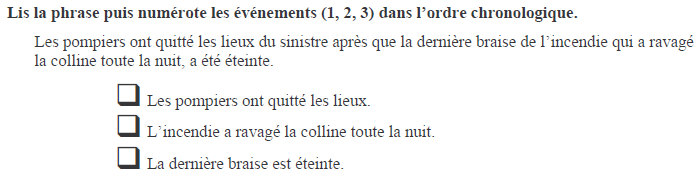 Lis la phrase puis numérote les événements (1, 2, 3) dans l’ordre chronologique.
Les pompiers ont quitté les lieux du sinistre après que la dernière braise de l’incendie qui a ravagé
la colline toute la nuit, a été éteinte.
Les pompiers ont quitté les lieux.
L’incendie a ravagé la colline toute la nuit.
La dernière braise est éteinte.